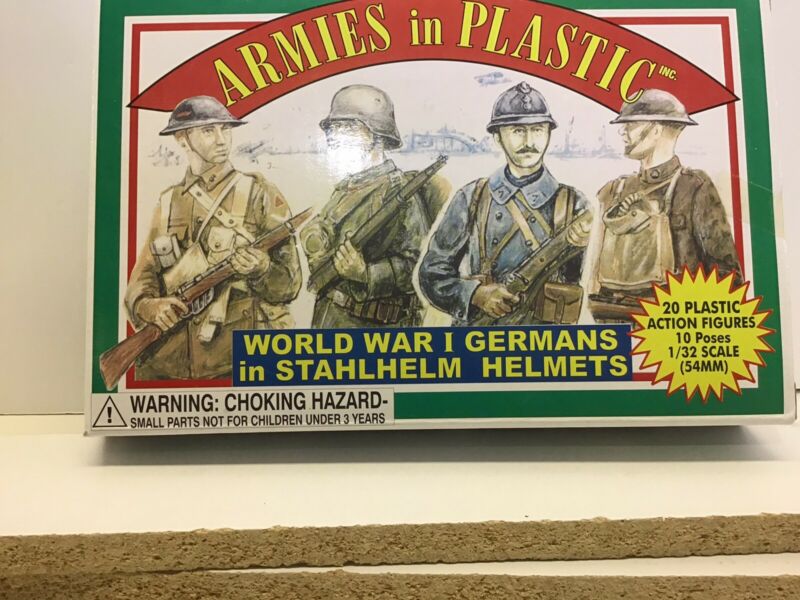 ARMIES in PLASTIC INC.
WORLD WAR I GERMANS
in STAHLHELM HELMETS
20 PLASTIC
ACTION FIGURES
10 Poses
1/32 SCALE
(54MM)
WARNING: CHOKING HAZARD-
SMALL PARTS NOT FOR CHILDREN UNDER 3 YEARS